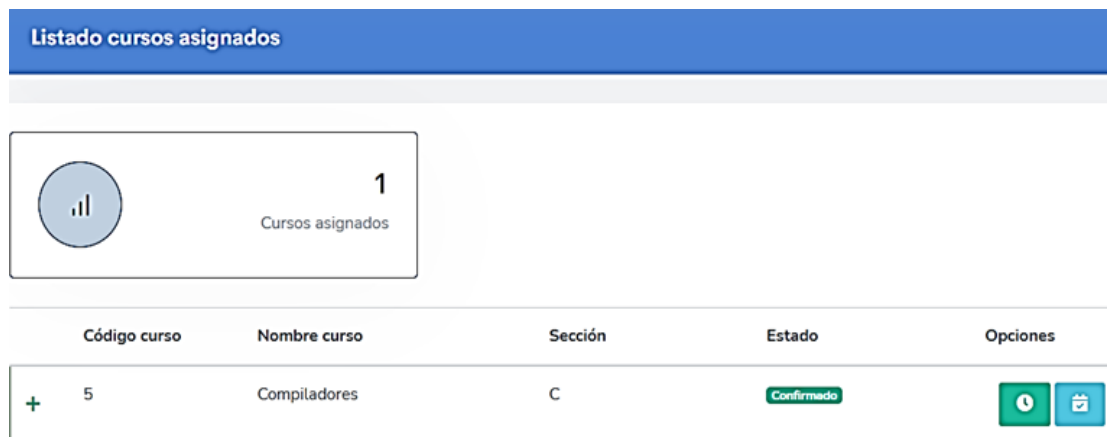 Listado cursos asignados
1
Cursos asignados
Código curso Nombre curso Sección Estado Opciones
+ 5 Compiladores C Confirmado